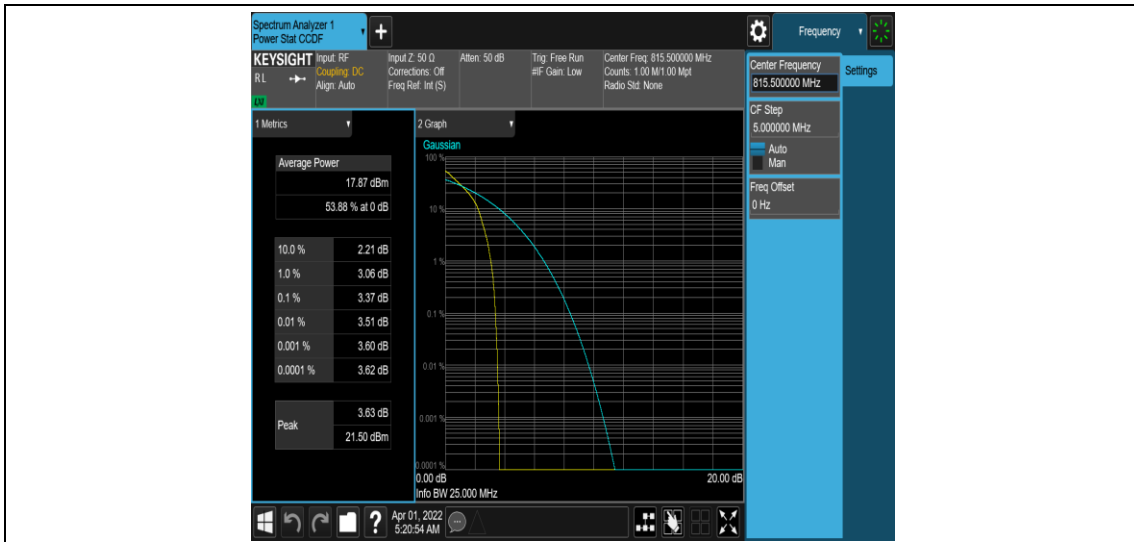 Spectrum Analyzer 1
Power Stat CCDF
+
Frequency
KEYSIGHT
RL
LXI
Input: RF
Coupling: DC
Align: Auto
Input Z: 50 Ω
Corrections: Off
Freq Ref: Int (S)
Atten: 50 dB
Trig: Free Run
#IF Gain: Low
Center Freq: 815.500000 MHz
Counts: 1.00 M/1.00 Mpt
Radio Std: None
Center Frequency
815.500000 MHz
Settings
CF Step
5.000000 MHz
Auto
Man
Freq Offset
0 Hz
1 Metrics
Average Power
17.87 dBm
53.88 % at 0 dB
10.0 % 2.21 dB
1.0 % 3.06 dB
0.1 % 3.37 dB
0.01 % 3.51 dB
0.001 % 3.60 dB
0.0001 % 3.62 dB
Peak
3.63 dB
21.50 dBm
2 Graph
Gaussian
100 %
10 %
1 %
0.1 %
0.01 %
0.001 %
0.0001 %
0.00 dB 20.00 dB
Info BW 25.000 MHz
?
Apr 01, 2022
5:20:54 AM